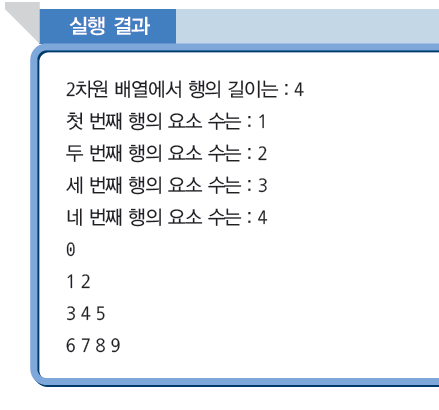 실행 결과
2차원 배열에서 행의 길이는 : 4
첫 번째 행의 요소 수는 : 1
두 번째 행의 요소 수는 : 2
세 번째 행의 요소 수는 : 3
네 번째 행의 요소 수는 : 4
0
1 2
3 4 5
6 7 8 9